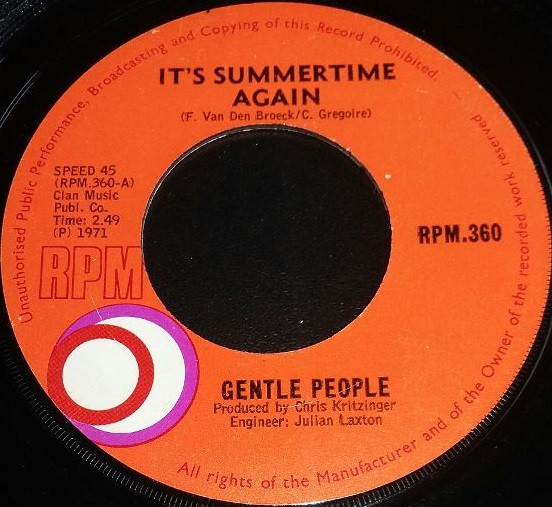 Unauthorised Public Performance, Broadcasting and Copying of this Record Prohibited.
IT'S SUMMERTIME
AGAIN
(F. Van Den Broeck/C. Gregoire)
SPEED 45
(RPM.360-A)
Clan Music
Publ. Co.
Time: 2.49
(P) 1971
RPM.360
RPM
GENTLE PEOPLE
Produced by Chris Kritzinger
Engineer: Julian Laxton
All rights of the Manufacturer and of the Owner of the recorded work reserved